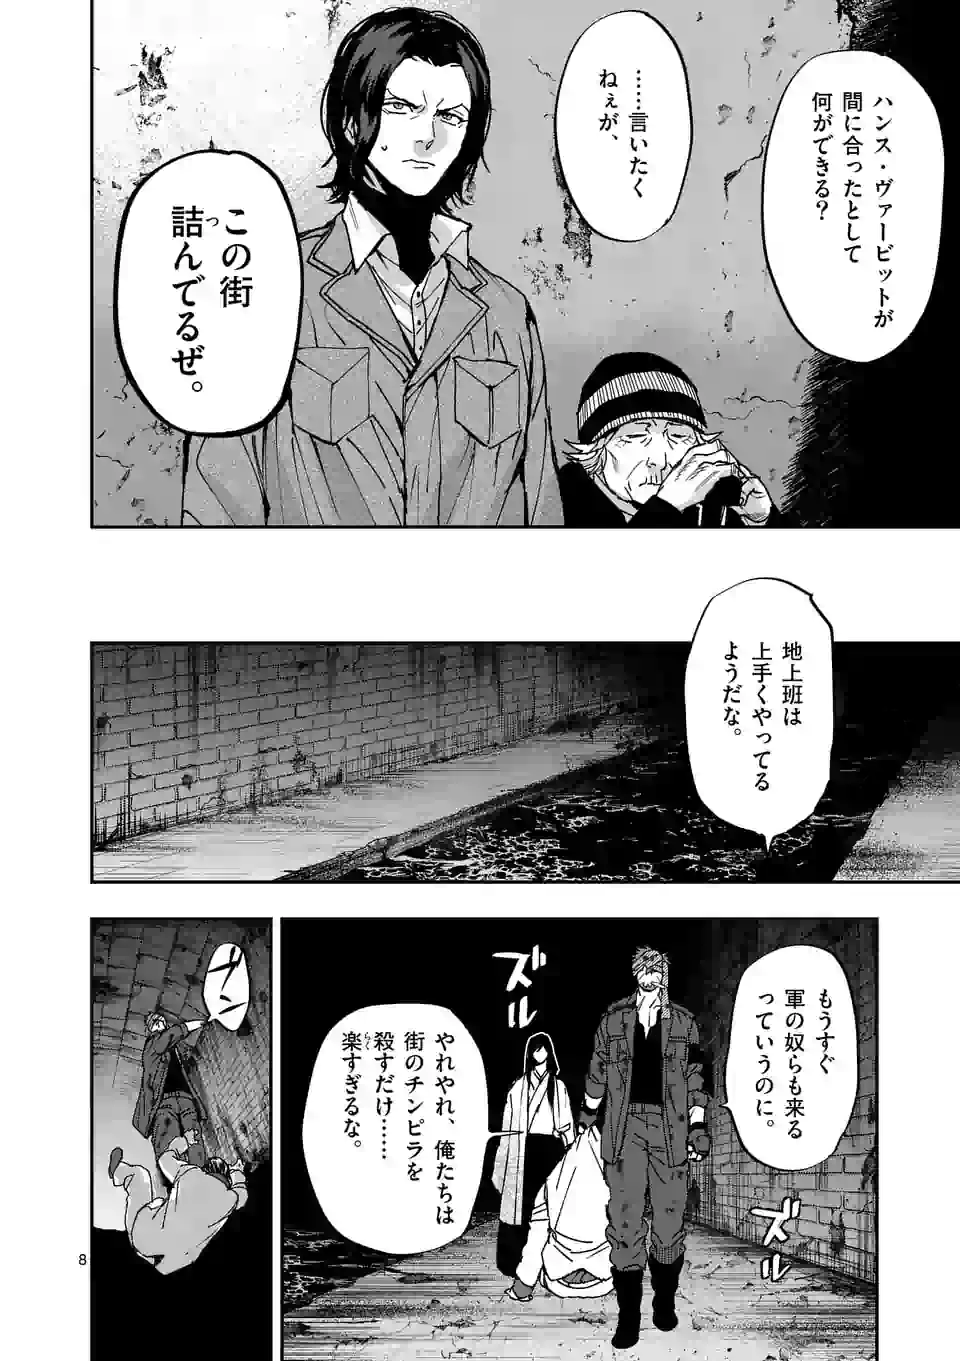 ハンス・ヴァービットが
間に合ったとして
何ができる？
……言いたく
ねぇが、
この街
詰んでるぜ。
つ
地上班は
上手くやってる
ようだな。
もうすぐ
軍の奴らも来る
っていうのに。
ズル
やれやれ、俺たちは
街のチンピラを
殺すだけ……
楽すぎるな。
らく
ズル
ブン
8